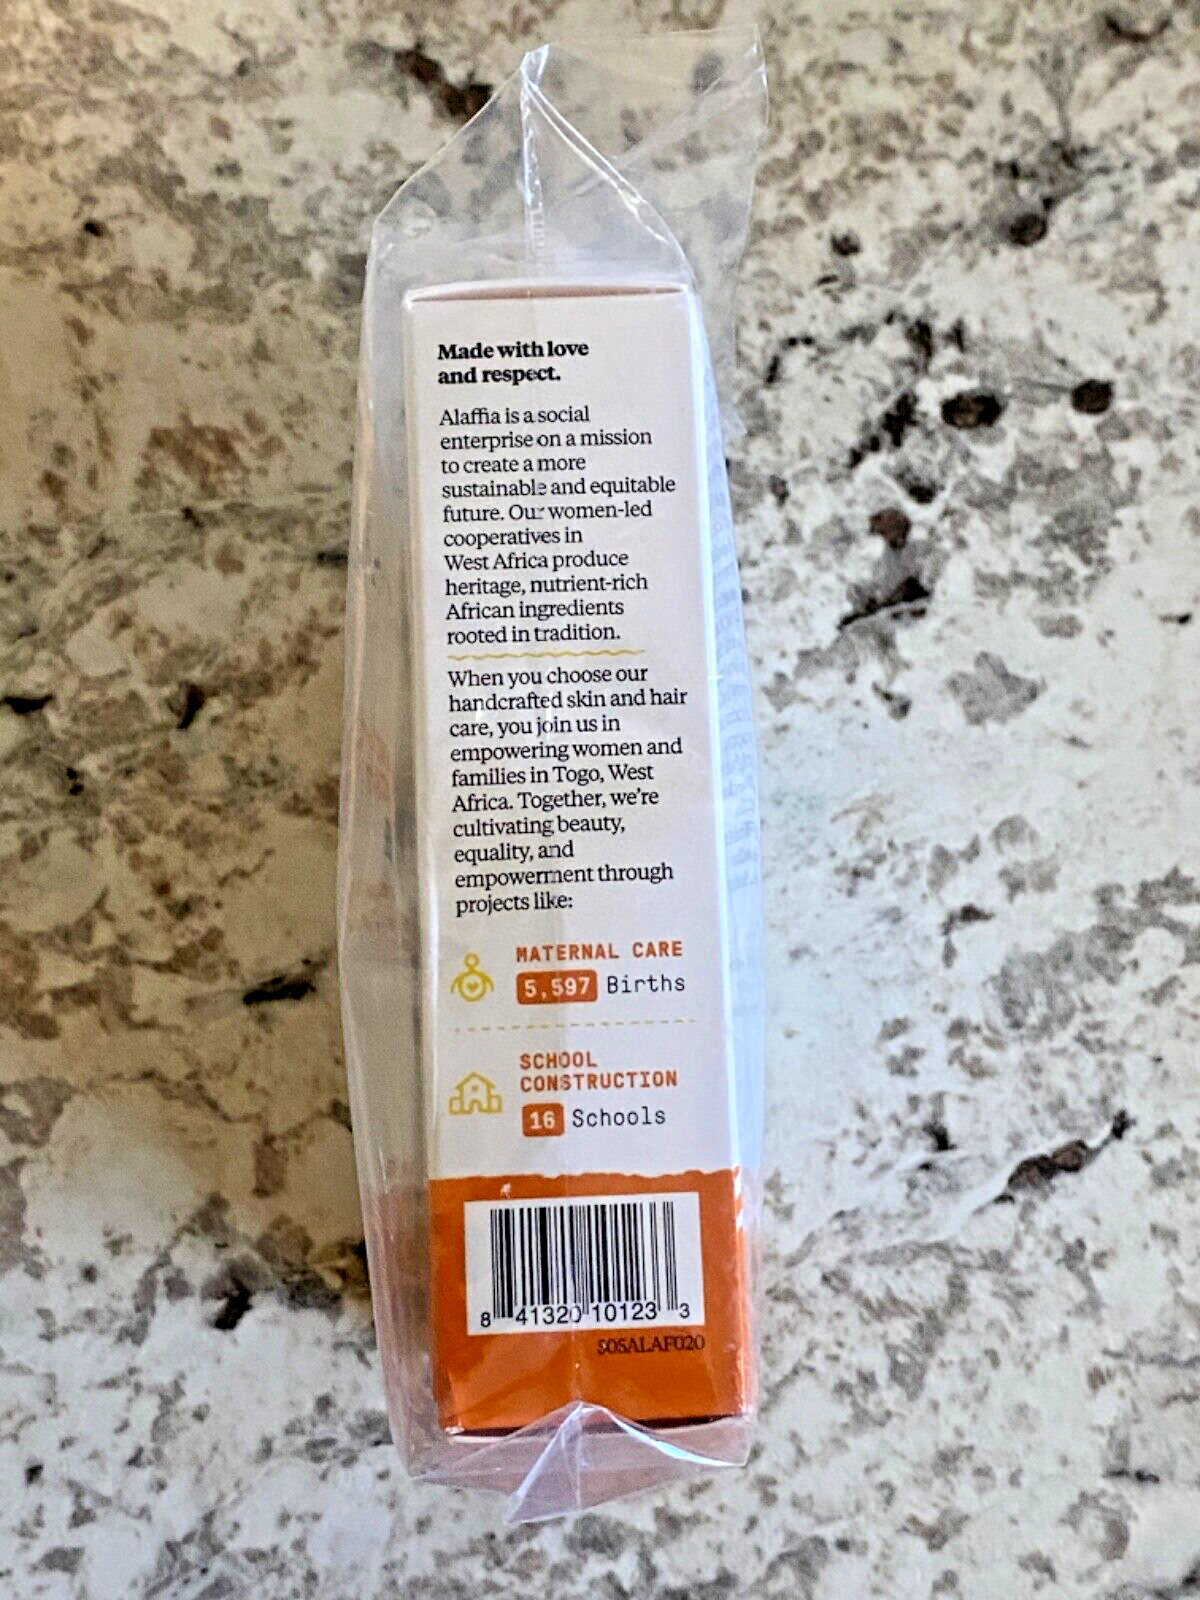 Made with love
and respect.
Alaffia is a social
enterprise on a mission
to create a more
sustainable and equitable
future. Our women-led
cooperatives in
West Africa produce
heritage, nutrient-rich
African ingredients
rooted in tradition.
When you choose our
handcrafted skin and hair
care, you join us in
empowering women and
families in Togo, West
Africa. Together, we're
cultivating beauty,
equality, and
empowerment through
projects like:
MATERNAL CARE
5,597 Births
SCHOOL
CONSTRUCTION
16 Schools
8 41320 10123 3
S0SALAF020